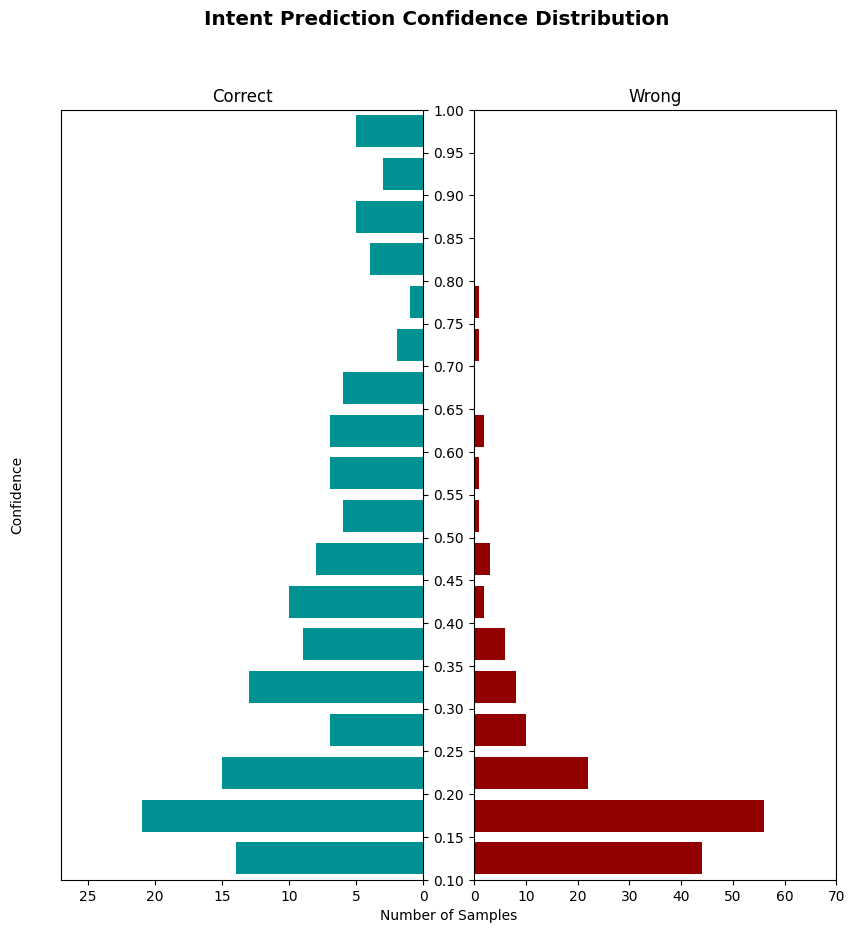 Intent Prediction Confidence Distribution
Correct
Wrong
1.00
0.95
0.90
0.85
0.80
0.75
0.70
0.65
0.60
0.55
0.50
0.45
0.40
0.35
0.30
0.25
0.20
0.15
0.10
Confidence
25 20 15 10 5 0
0 10 20 30 40 50 60 70
Number of Samples